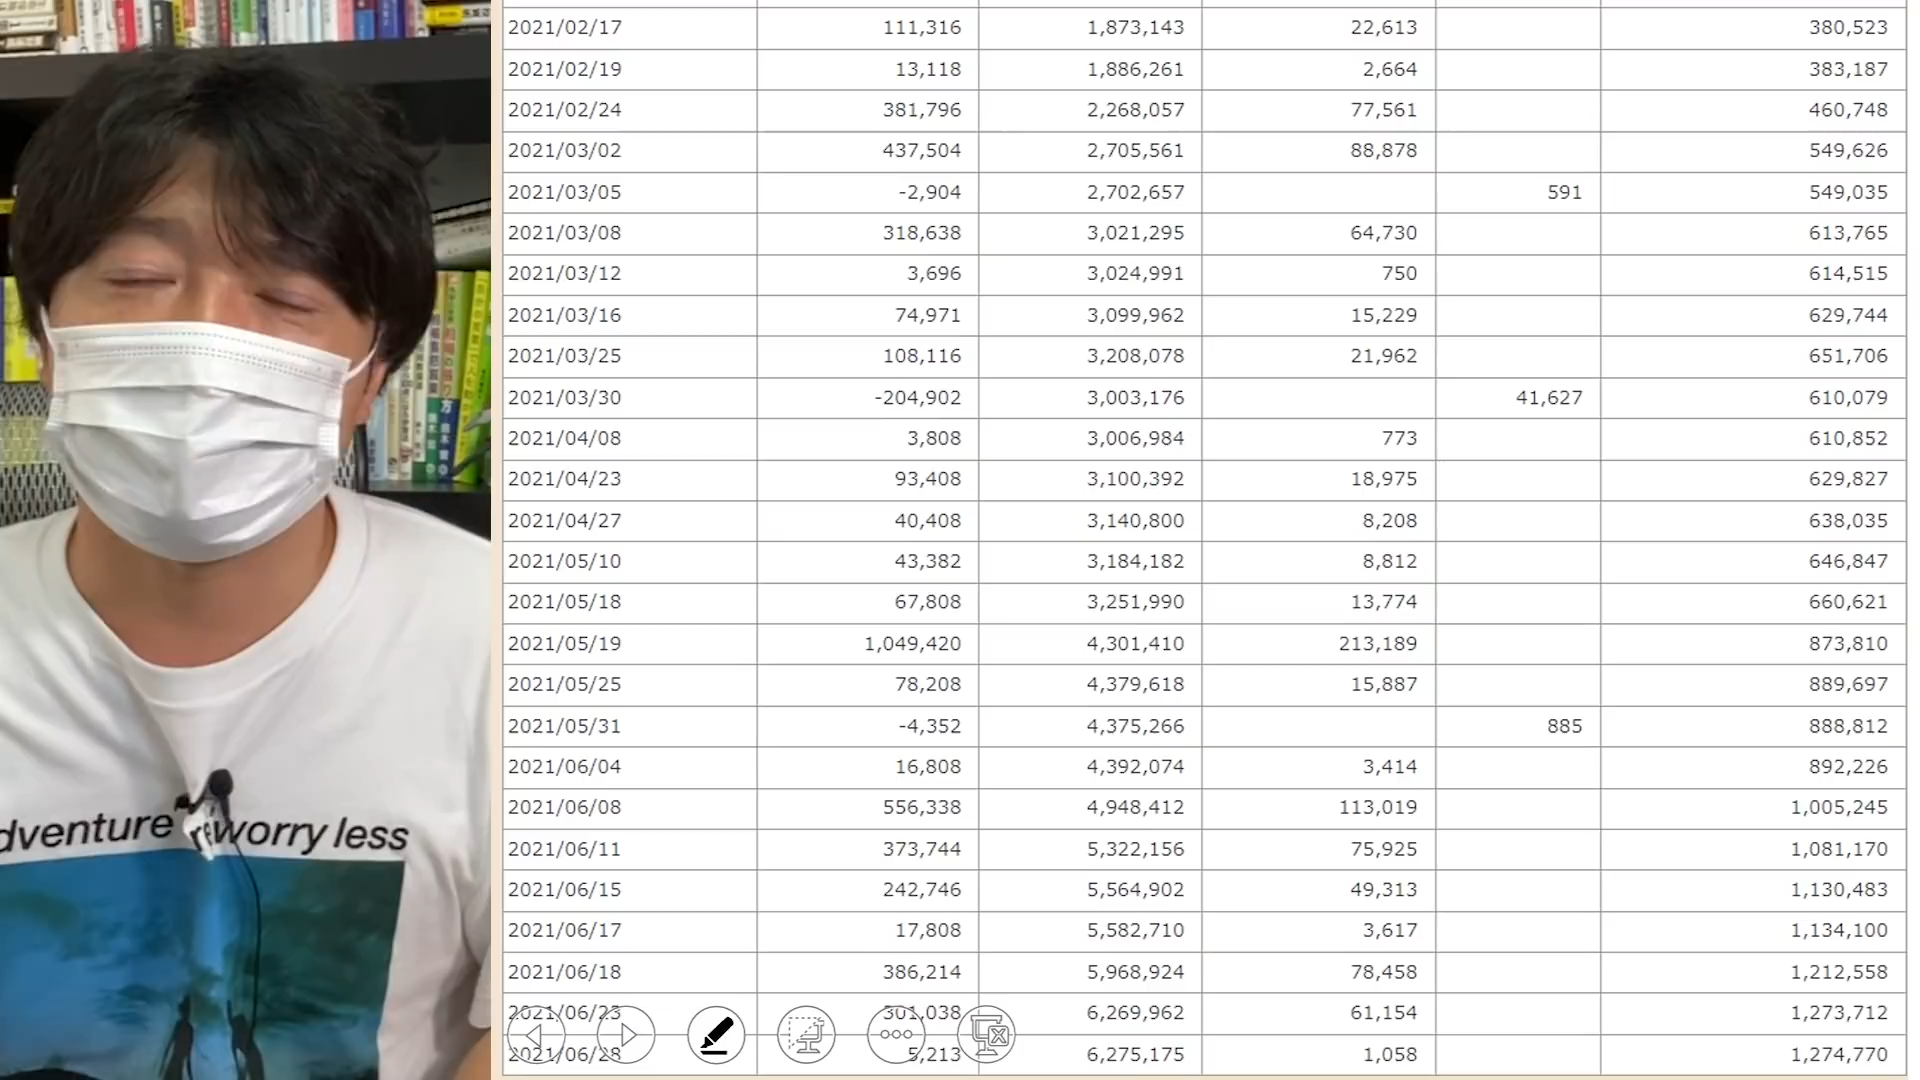 2021/02/17 111,316 1,873,143 22,613 380,523
2021/02/19 13,118 1,886,261 2,664 383,187
2021/02/24 381,796 2,268,057 77,561 460,748
2021/03/02 437,504 2,705,561 88,878 549,626
2021/03/05 -2,904 2,702,657 591 549,035
2021/03/08 318,638 3,021,295 64,730 613,765
2021/03/12 3,696 3,024,991 750 614,515
2021/03/16 74,971 3,099,962 15,229 629,744
2021/03/25 108,116 3,208,078 21,962 651,706
2021/03/30 -204,902 3,003,176 41,627 610,079
2021/04/08 3,808 3,006,984 773 610,852
2021/04/23 93,408 3,100,392 18,975 629,827
2021/04/27 40,408 3,140,800 8,208 638,035
2021/05/10 43,382 3,184,182 8,812 646,847
2021/05/18 67,808 3,251,990 13,774 660,621
2021/05/19 1,049,420 4,301,410 213,189 873,810
2021/05/25 78,208 4,379,618 15,887 889,697
2021/05/31 -4,352 4,375,266 885 888,812
2021/06/04 16,808 4,392,074 3,414 892,226
2021/06/08 556,338 4,948,412 113,019 1,005,245
2021/06/11 373,744 5,322,156 75,925 1,081,170
2021/06/15 242,746 5,564,902 49,313 1,130,483
2021/06/17 17,808 5,582,710 3,617 1,134,100
2021/06/18 386,214 5,968,924 78,458 1,212,558
2021/06/23 301,038 6,269,962 61,154 1,273,712
2021/06/28 5,213 6,275,175 1,058 1,274,770
dventure worry less